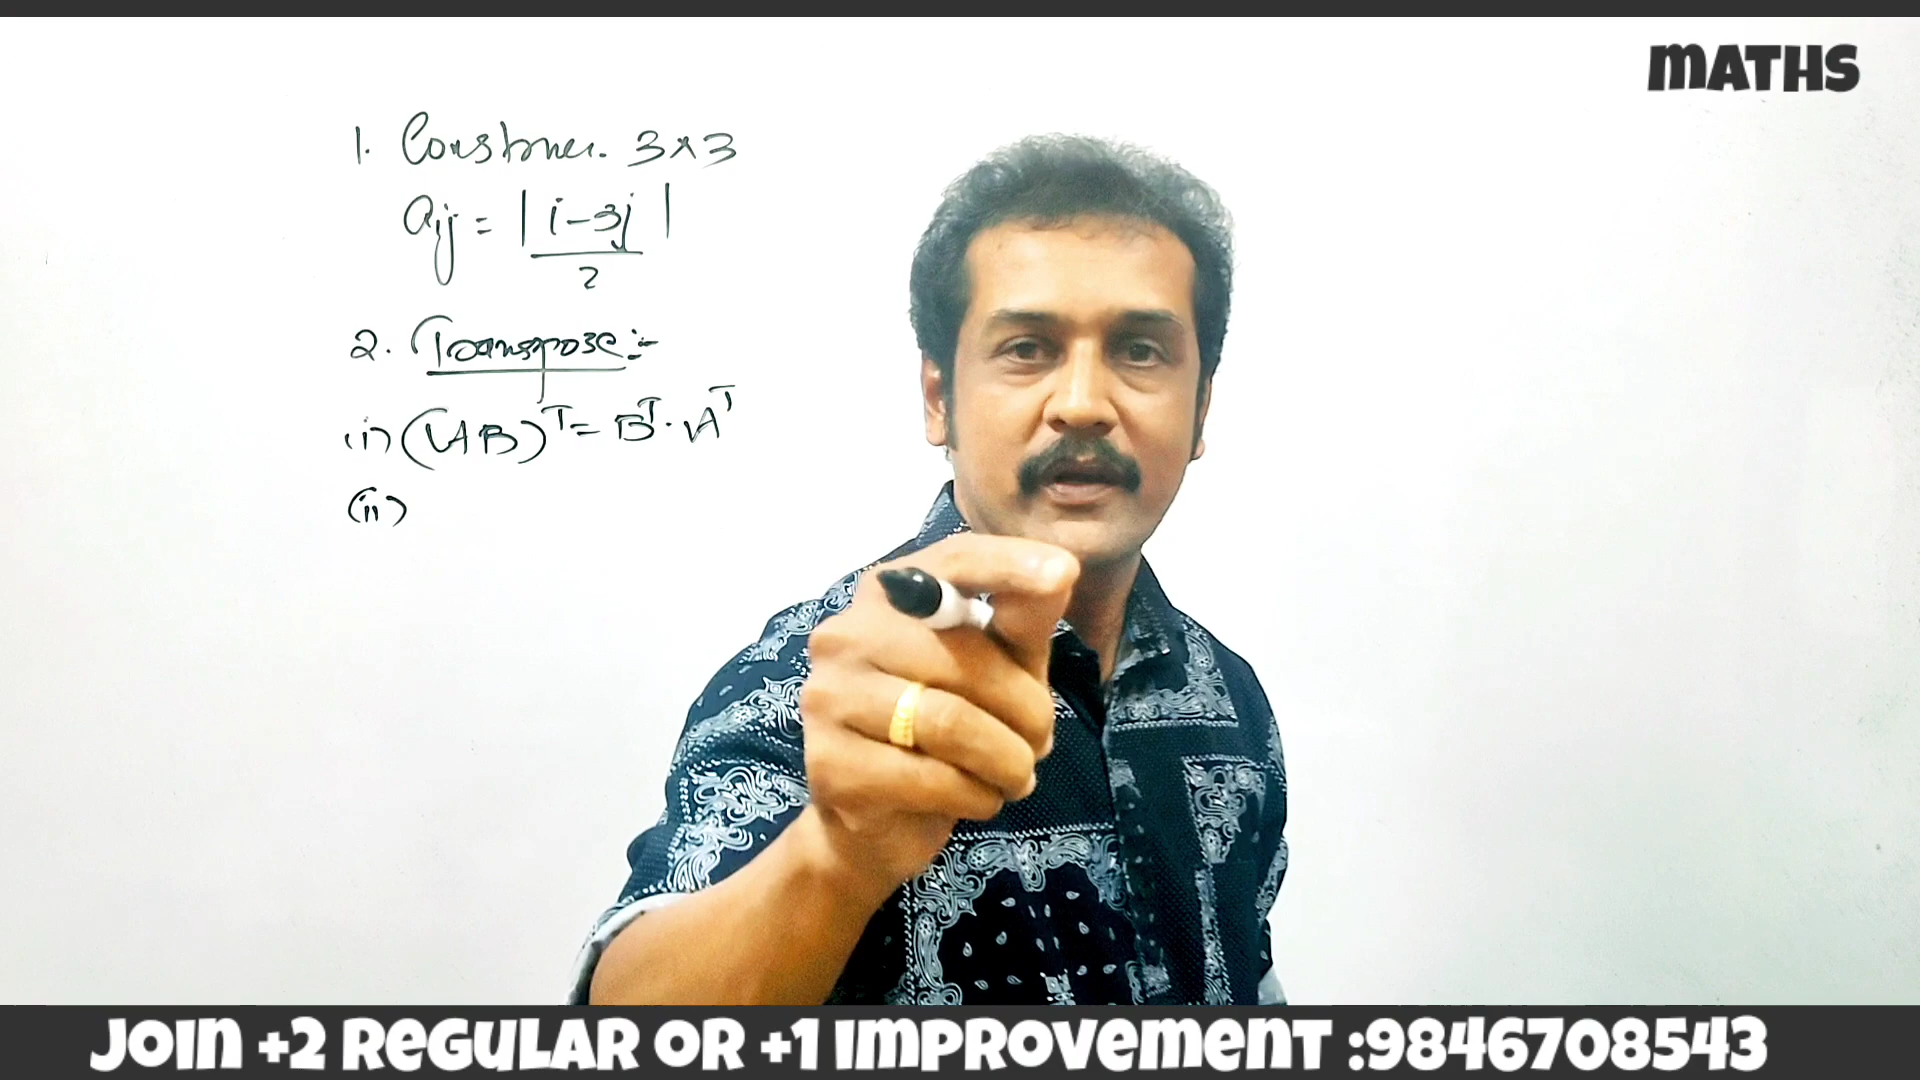 MATHS
1. Construc. 3×3
aij = | i-3j / 2 |
2. Transpose:-
(i) (AB)ᵀ = Bᵀ. Aᵀ
(ii)
JOIN +2 REGULAR OR +1 IMPROVEMENT :9846708543